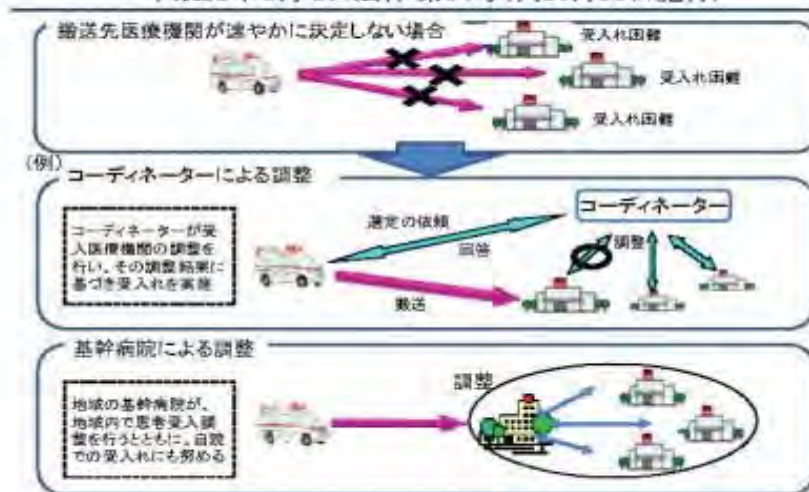 搬送先医療機関が速やかに決定しない場合
受入れ困難
受入れ困難
受入れ困難
(例)
コーディネーターによる調整
コーディネーターが受
入医療機関の調整を
行い、その調整結果に
基づき受入れを実施
選定の依頼
回答
搬送
コーディネーター
調整
基幹病院による調整
地域の基幹病院が、
地域内で患者受入調
整を行うとともに、自院
での受入れにも努める
調整